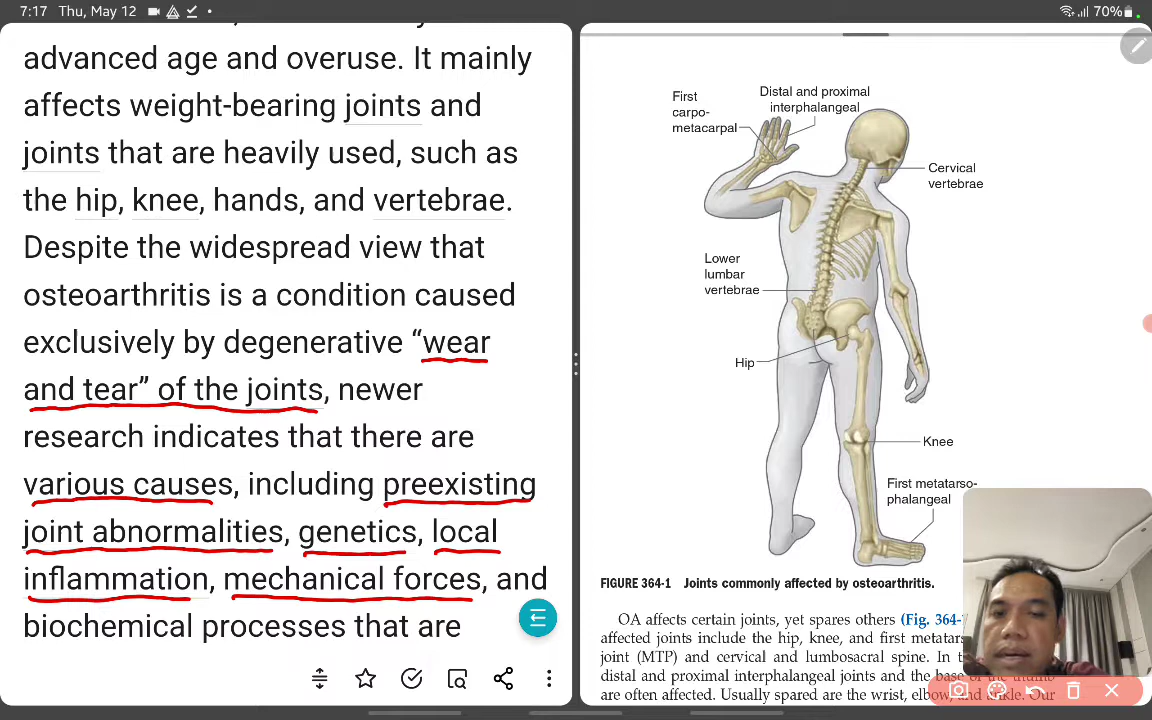 7:17 Thu, May 12
70%
advanced age and overuse. It mainly
affects weight-bearing joints and
joints that are heavily used, such as
the hip, knee, hands, and vertebrae.
Despite the widespread view that
osteoarthritis is a condition caused
exclusively by degenerative “wear
and tear” of the joints, newer
research indicates that there are
various causes, including preexisting
joint abnormalities, genetics, local
inflammation, mechanical forces, and
biochemical processes that are
First
carpo-
metacarpal
Distal and proximal
interphalangeal
Cervical
vertebrae
Lower
lumbar
vertebrae
Hip
Knee
First metatarso-
phalangeal
FIGURE 364-1 Joints commonly affected by osteoarthritis.
OA affects certain joints, yet spares others (Fig. 364-
affected joints include the hip, knee, and first
joint (MTP) and cervical and lumbosacral spine. In
distal and proximal interphalangeal joints and the base of the thumb
are often affected. Usually spared are the wrist, elbow, and ankle. Our